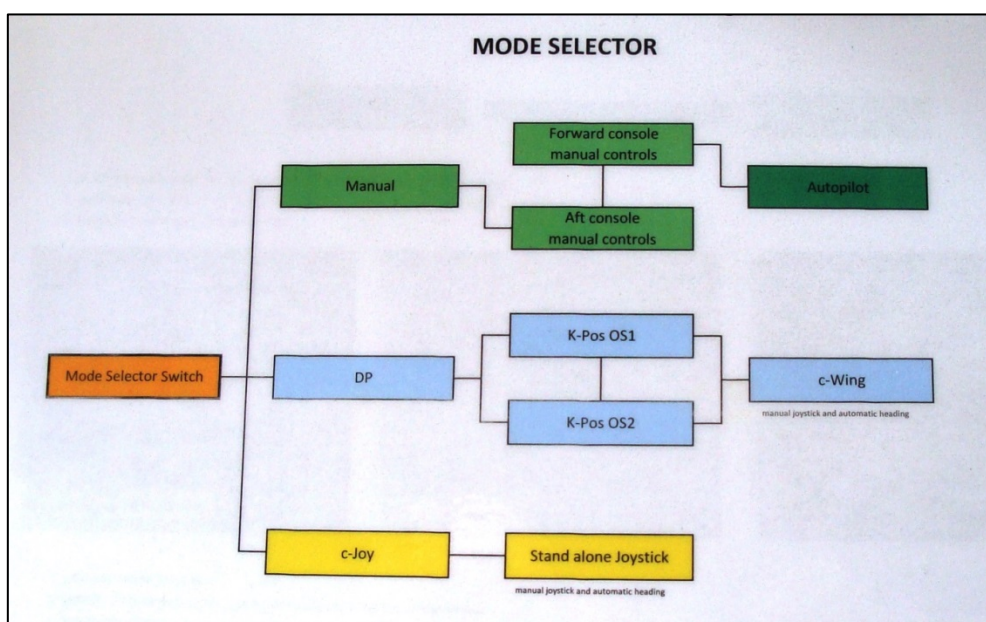 MODE SELECTOR
Forward console
manual controls
Manual
Autopilot
Aft console
manual controls
K-Pos OS1
Mode Selector Switch
DP
c-Wing
manual joystick and automatic heading
K-Pos OS2
c-Joy
Stand alone Joystick
manual joystick and automatic heading